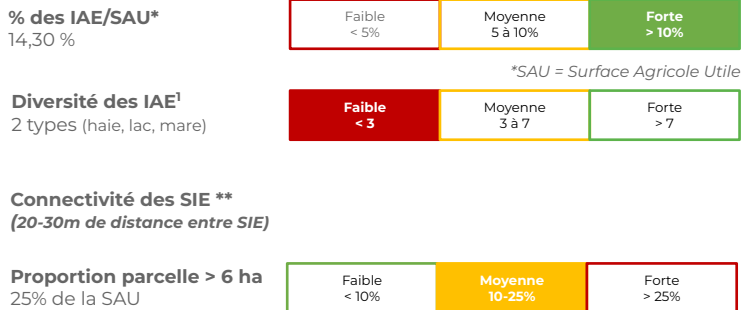 % des IAE/SAU*
14,30 %
Faible
< 5%
Moyenne
5 à 10%
Forte
> 10%
*SAU = Surface Agricole Utile
Diversité des IAE¹
2 types (haie, lac, mare)
Faible
< 3
Moyenne
3 à 7
Forte
> 7
Connectivité des SIE **
(20-30m de distance entre SIE)
Proportion parcelle > 6 ha
25% de la SAU
Faible
< 10%
Moyenne
10-25%
Forte
> 25%